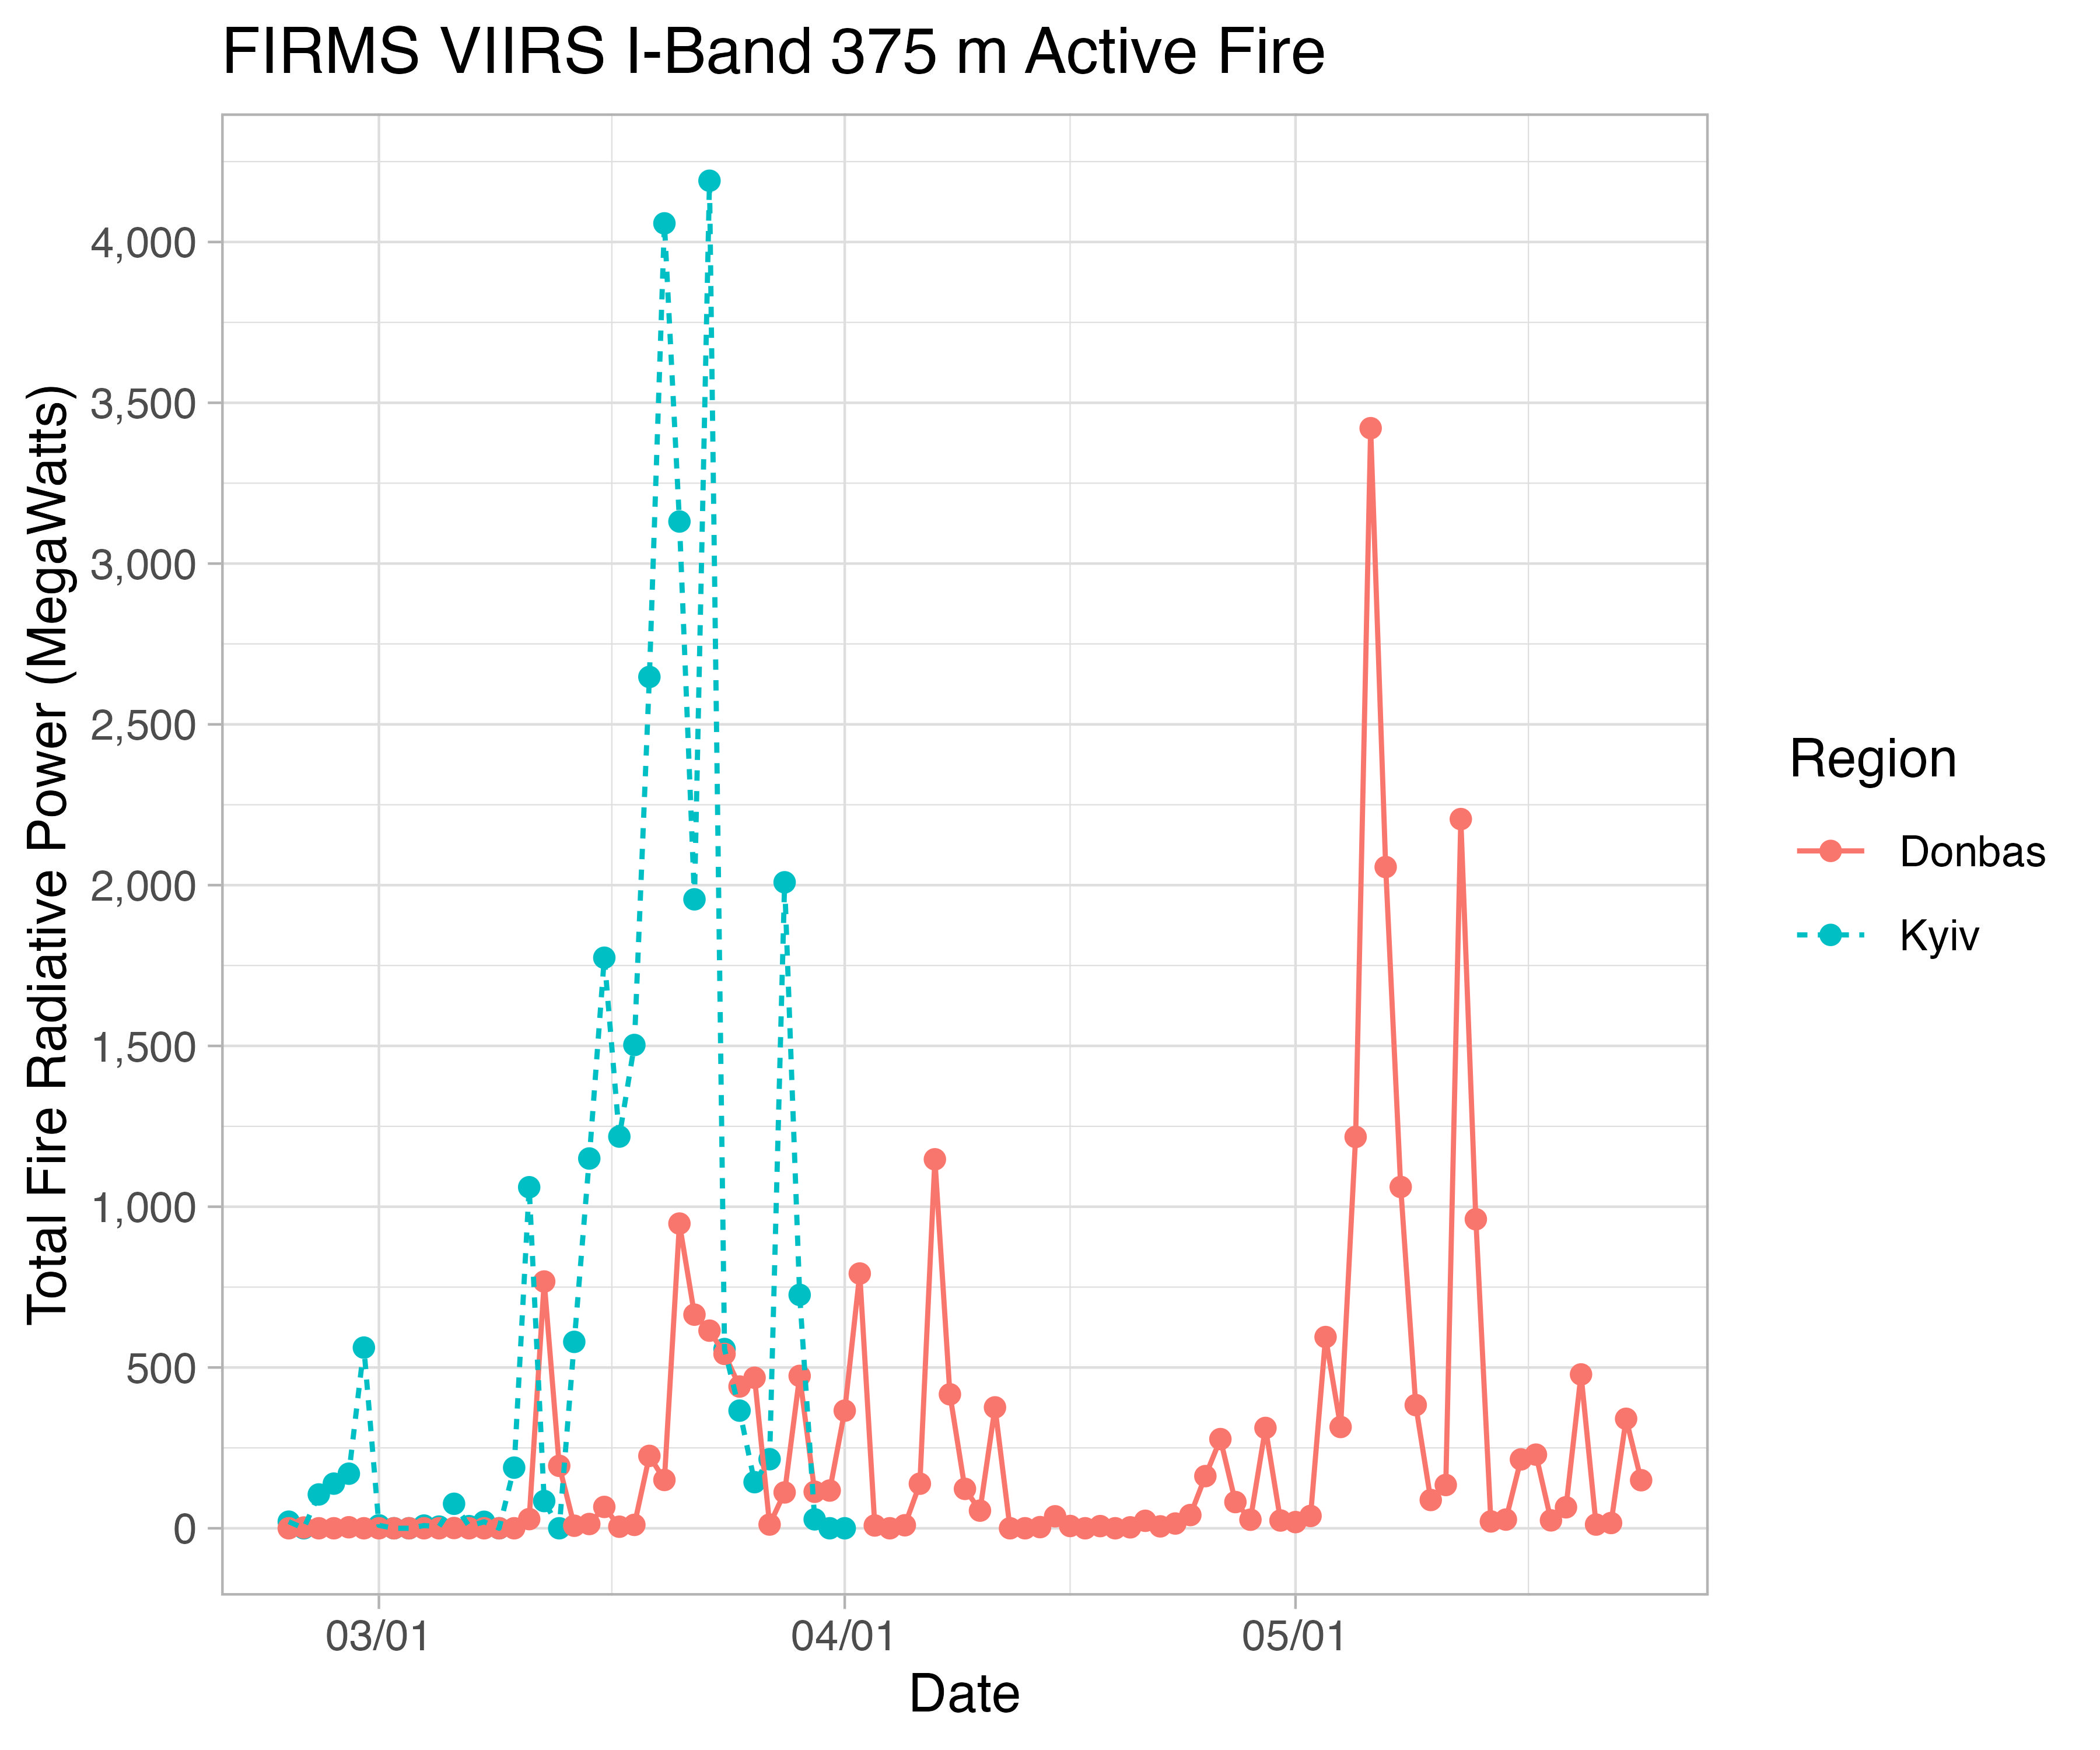 FIRMS VIIRS I-Band 375 m Active Fire
Total Fire Radiative Power (MegaWatts)
4,000
3,500
3,000
2,500
2,000
1,500
1,000
500
0
03/01
04/01
05/01
Date
Region
Donbas
Kyiv